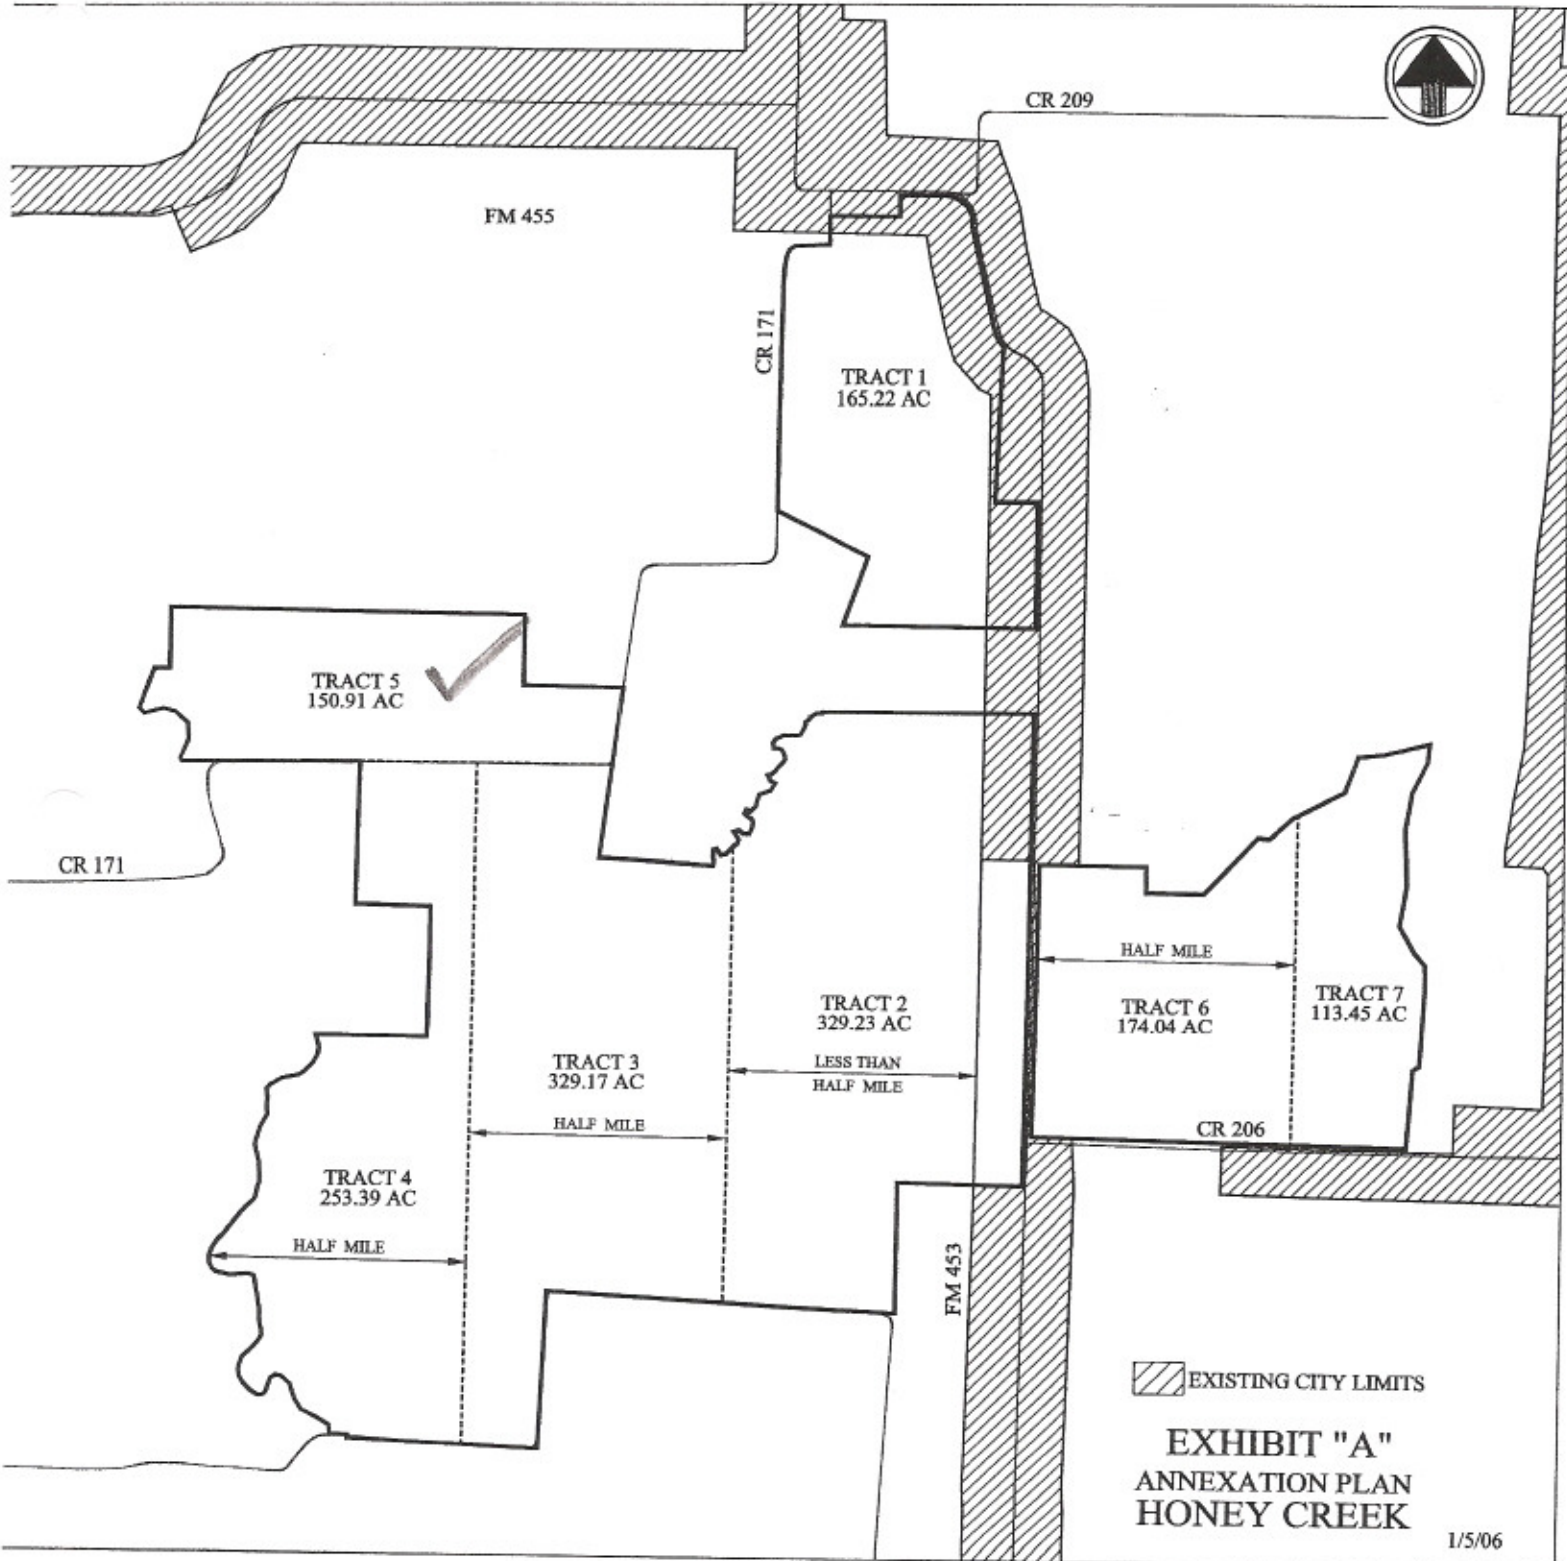 CR 209
FM 455
CR 171
TRACT 1
165.22 AC
TRACT 5
150.91 AC
CR 171
HALF MILE
TRACT 2
329.23 AC
TRACT 6
174.04 AC
TRACT 7
113.45 AC
TRACT 3
329.17 AC
LESS THAN
HALF MILE
HALF MILE
CR 206
TRACT 4
253.39 AC
HALF MILE
FM 453
EXISTING CITY LIMITS
EXHIBIT "A"
ANNEXATION PLAN
HONEY CREEK
1/5/06